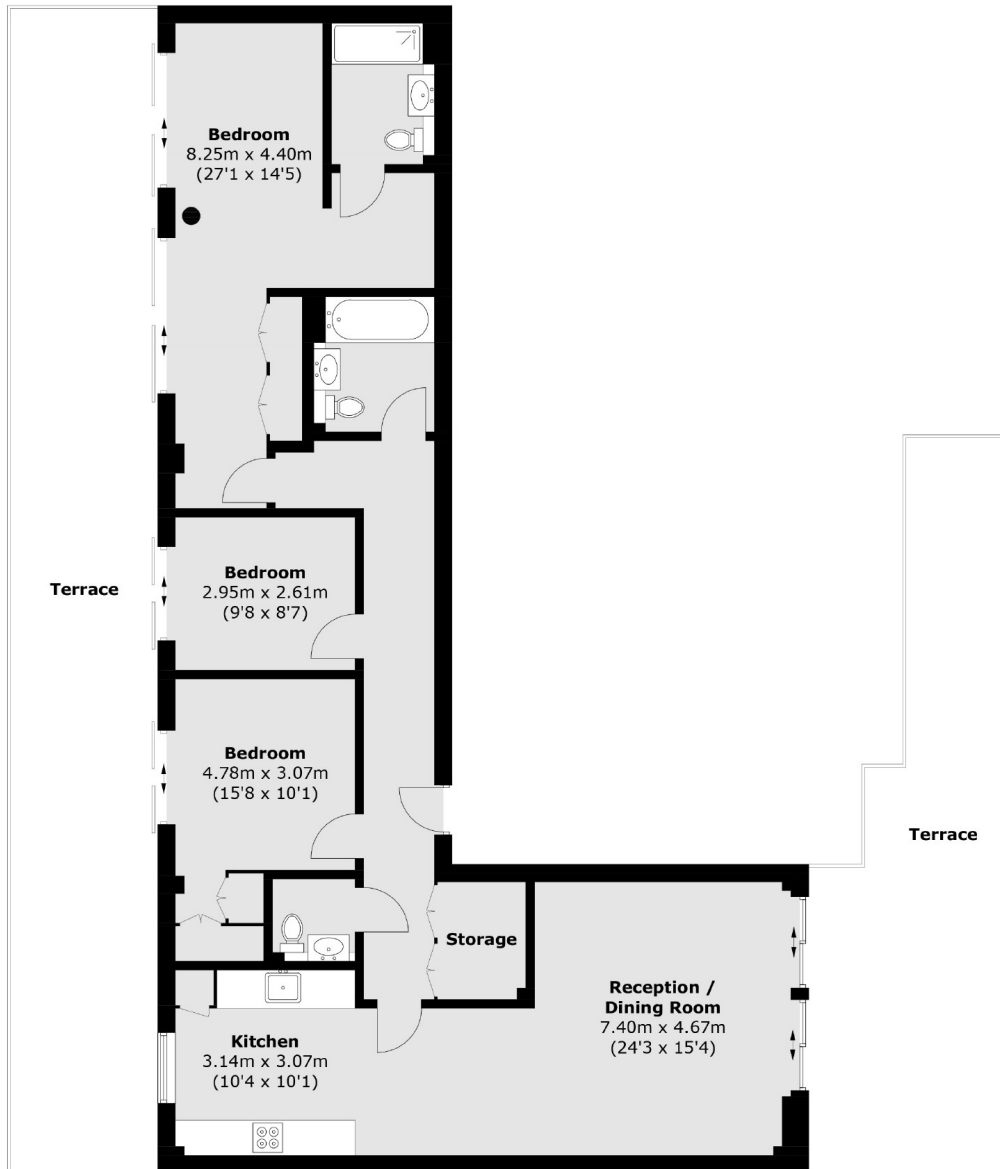 Bedroom
8.25m x 4.40m
(27'1 x 14'5)
Terrace
Bedroom
2.95m x 2.61m
(9'8 x 8'7)
Bedroom
4.78m x 3.07m
(15'8 x 10'1)
Terrace
Storage
Reception /
Dining Room
7.40m x 4.67m
(24'3 x 15'4)
Kitchen
3.14m x 3.07m
(10'4 x 10'1)